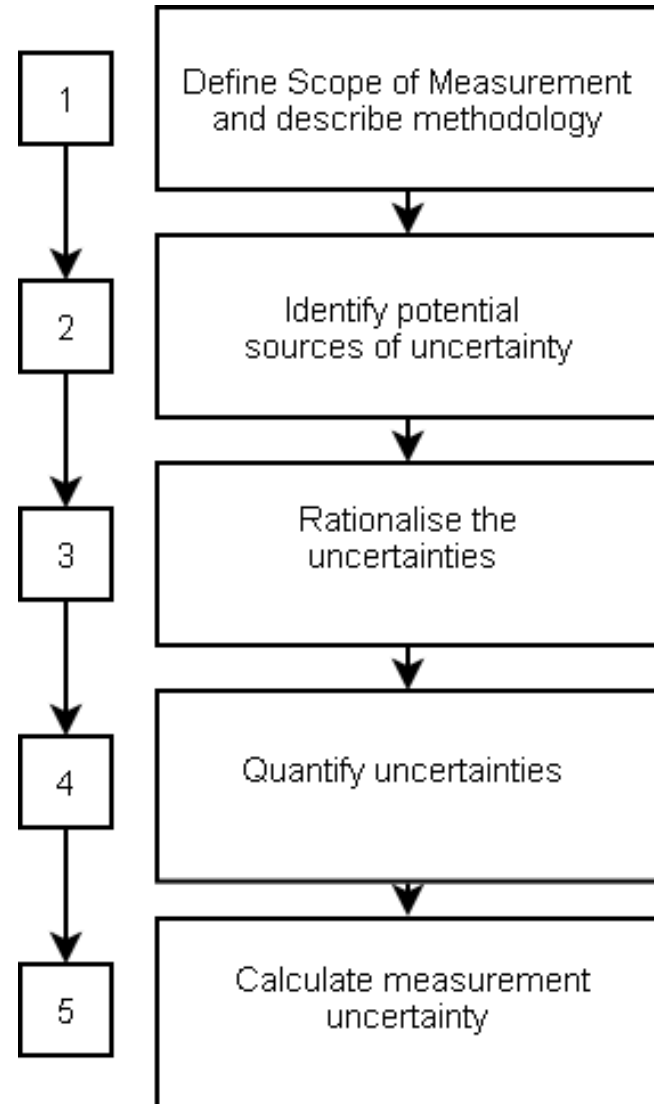 1
Define Scope of Measurement
and describe methodology
2
Identify potential
sources of uncertainty
3
Rationalise the
uncertainties
4
Quantify uncertainties
5
Calculate measurement
uncertainty